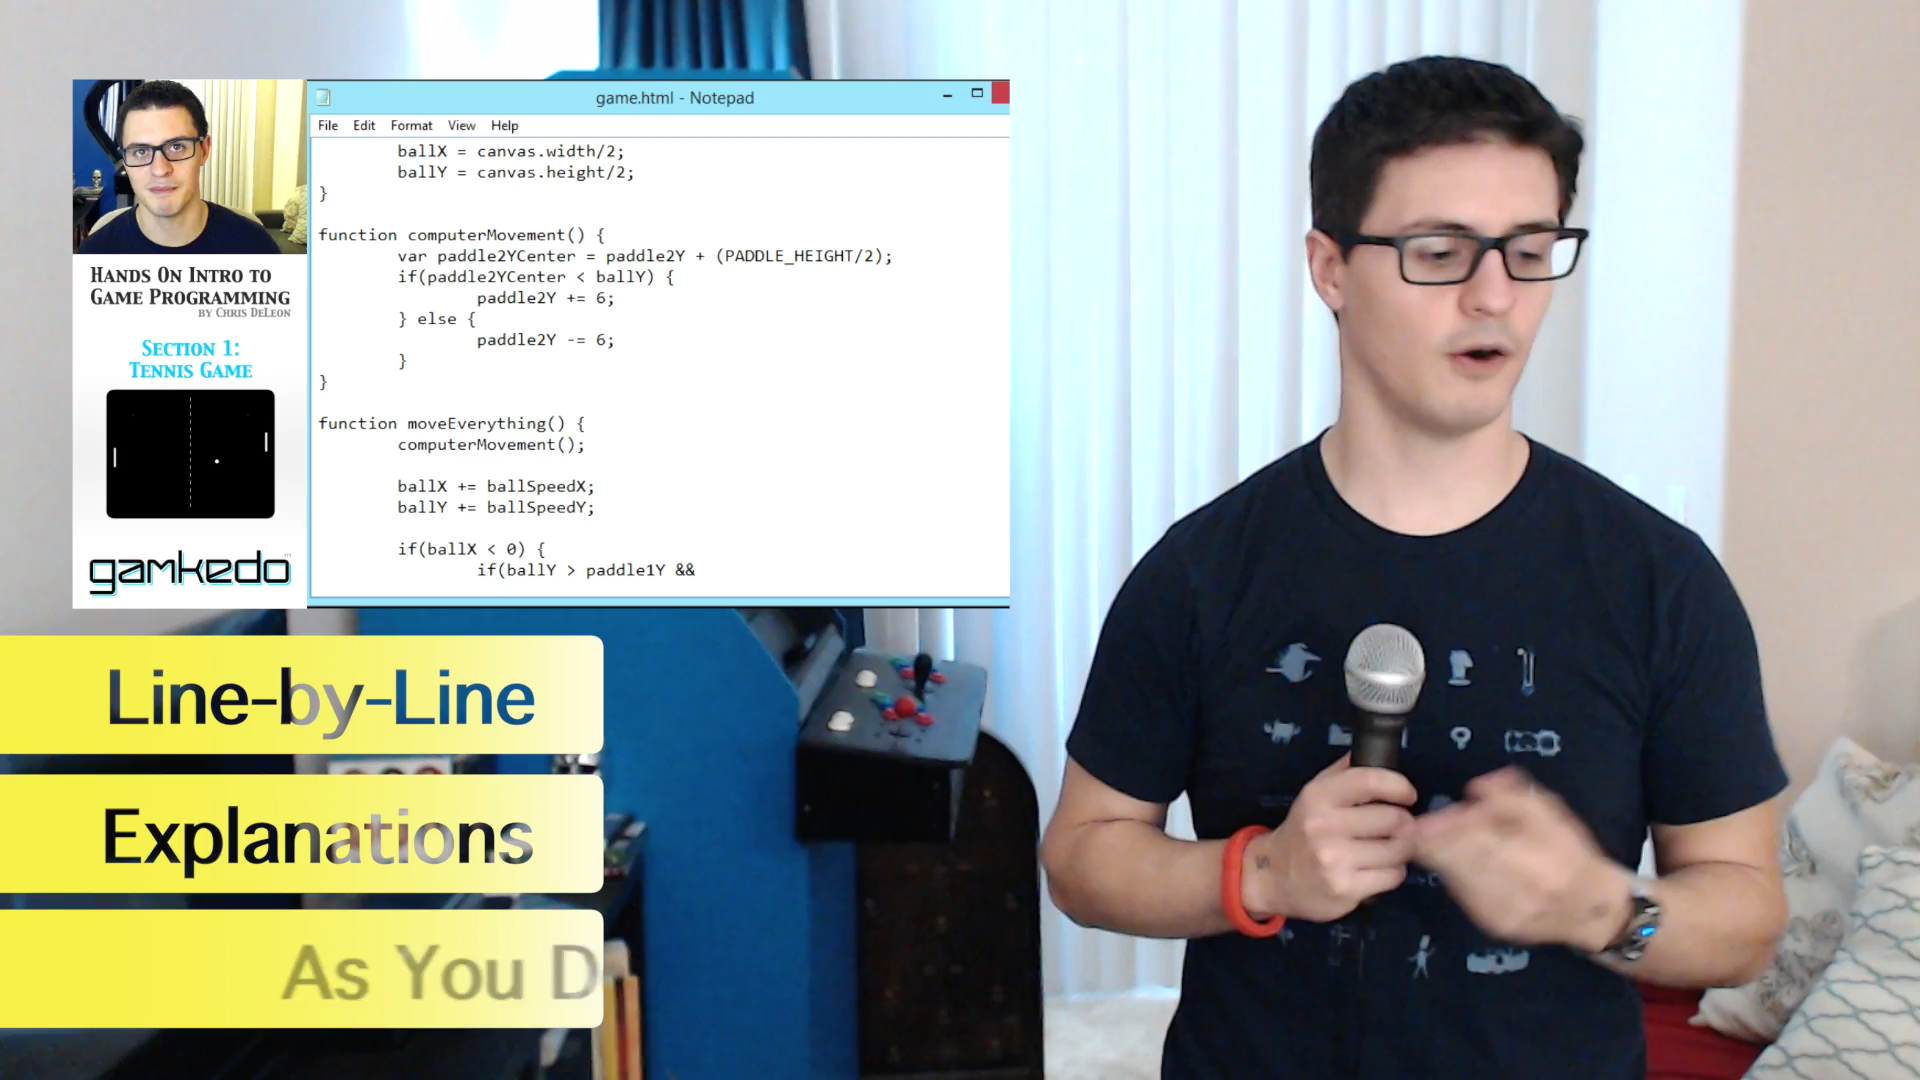 Hands On Intro to
Game Programming
by Chris DeLeon
Section 1:
Tennis Game
gamkedo
game.html - Notepad
File Edit Format View Help
ballX = canvas.width/2;
ballY = canvas.height/2;
}
function computerMovement() {
var paddle2YCenter = paddle2Y + (PADDLE_HEIGHT/2);
if(paddle2YCenter < ballY) {
paddle2Y += 6;
} else {
paddle2Y -= 6;
}
}
function moveEverything() {
computerMovement();
ballX += ballSpeedX;
ballY += ballSpeedY;
if(ballX < 0) {
if(ballY > paddle1Y &&
Line-by-Line
Explanations
As You D